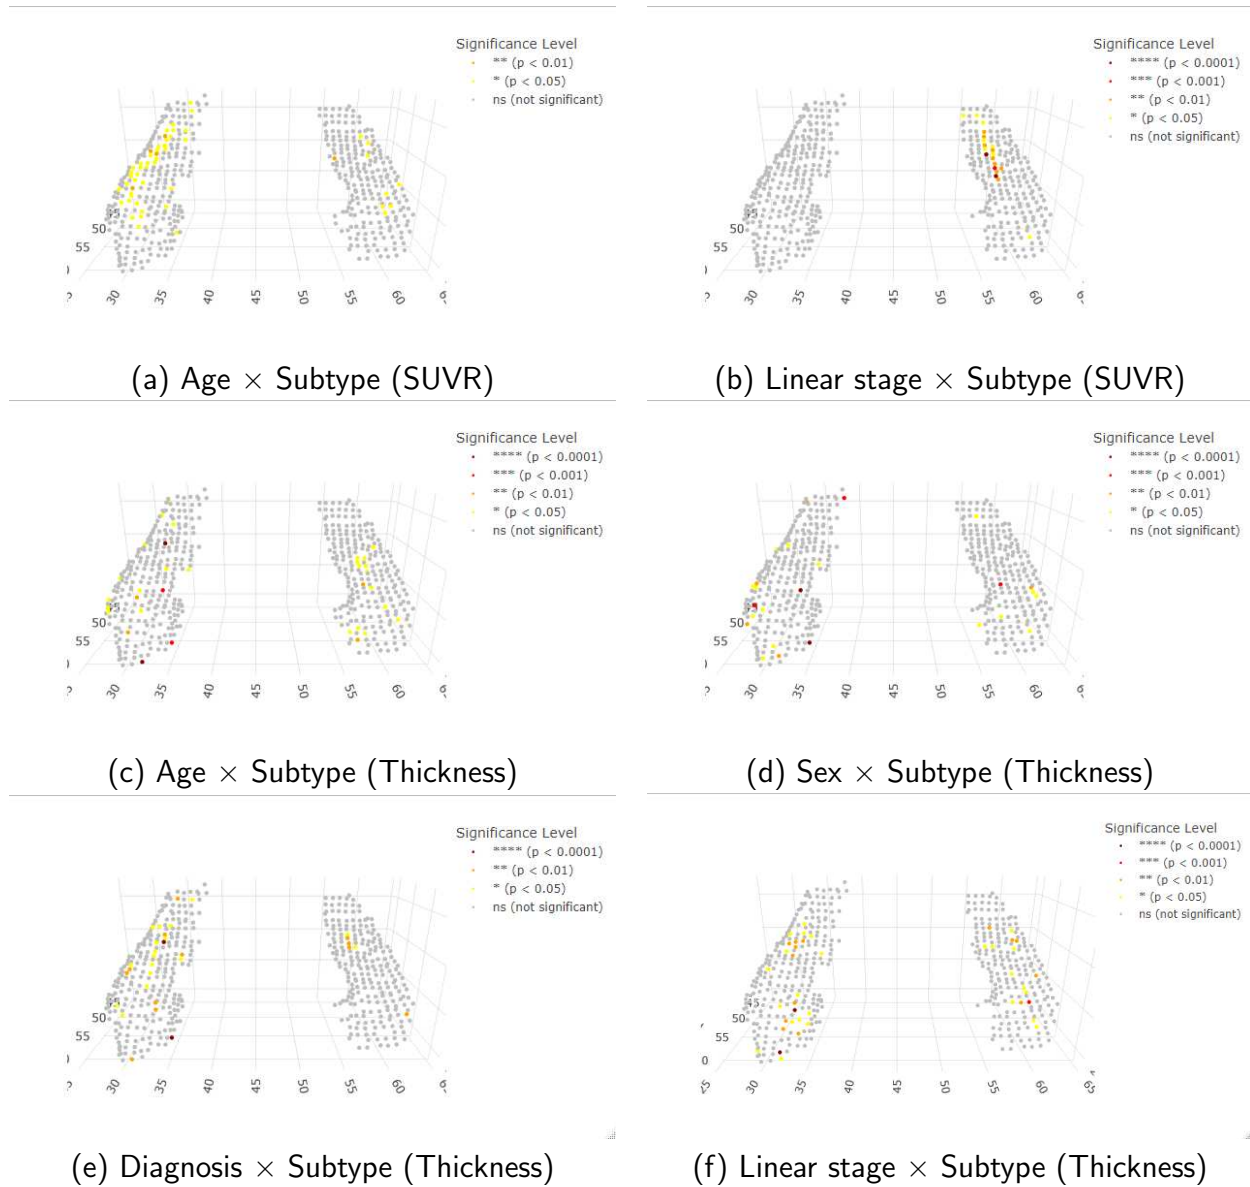 Significance Level
** (p < 0.01)
* (p < 0.05)
ns (not significant)
50
55
30
35
40
45
50
55
60
(a) Age × Subtype (SUVR)
Significance Level
**** (p < 0.0001)
*** (p < 0.001)
** (p < 0.01)
* (p < 0.05)
ns (not significant)
50
55
30
35
40
45
50
55
60
(b) Linear stage × Subtype (SUVR)
Significance Level
**** (p < 0.0001)
*** (p < 0.001)
** (p < 0.01)
* (p < 0.05)
ns (not significant)
50
55
30
35
40
45
50
55
60
(c) Age × Subtype (Thickness)
Significance Level
**** (p < 0.0001)
*** (p < 0.001)
** (p < 0.01)
* (p < 0.05)
ns (not significant)
50
55
30
35
40
45
50
55
60
(d) Sex × Subtype (Thickness)
Significance Level
**** (p < 0.0001)
** (p < 0.01)
* (p < 0.05)
ns (not significant)
50
55
30
35
40
45
50
55
60
(e) Diagnosis × Subtype (Thickness)
Significance Level
**** (p < 0.0001)
*** (p < 0.001)
** (p < 0.01)
* (p < 0.05)
ns (not significant)
45
50
55
0
25
30
35
40
45
50
55
60
65
(f) Linear stage × Subtype (Thickness)